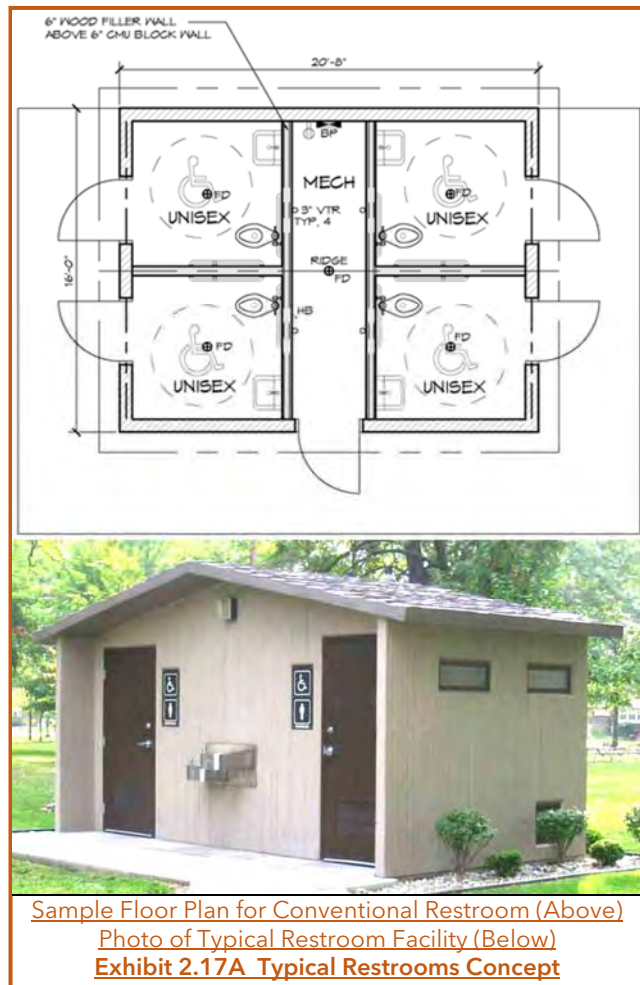 6" WOOD FILLER WALL
ABOVE 6" CMU BLOCK WALL
20'-8"
16'-0"
BP
MECH
FD
UNISEX
FD
UNISEX
3" VTR
TYP, 4
RIDGE
FD
HB
FD
UNISEX
FD
UNISEX
Sample Floor Plan for Conventional Restroom (Above)
Photo of Typical Restroom Facility (Below)
Exhibit 2.17A Typical Restrooms Concept